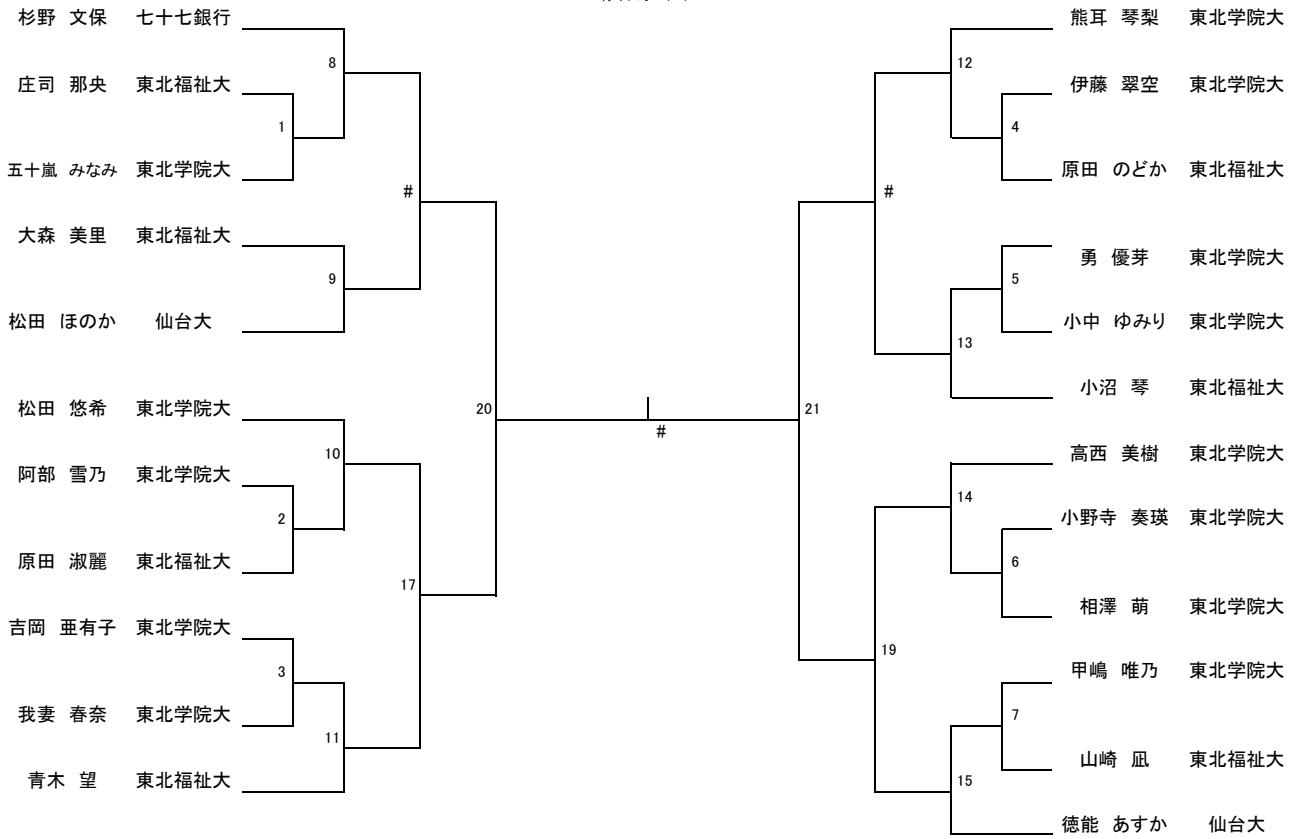 杉野 文保 七十七銀行
8
庄司 那央 東北福祉大
1
五十嵐 みなみ 東北学院大
#
大森 美里 東北福祉大
9
松田 ほのか 仙台大
20
松田 悠希 東北学院大
10
阿部 雪乃 東北学院大
2
原田 淑麗 東北福祉大
17
吉岡 亜有子 東北学院大
3
我妻 春奈 東北学院大
11
青木 望 東北福祉大
#
熊耳 琴梨 東北学院大
12
伊藤 翠空 東北学院大
4
原田 のどか 東北福祉大
#
勇 優芽 東北学院大
5
小中 ゆみり 東北学院大
13
小沼 琴 東北福祉大
21
高西 美樹 東北学院大
14
小野寺 奏瑛 東北学院大
6
相澤 萌 東北学院大
19
甲嶋 唯乃 東北学院大
7
山崎 凪 東北福祉大
15
徳能 あすか 仙台大